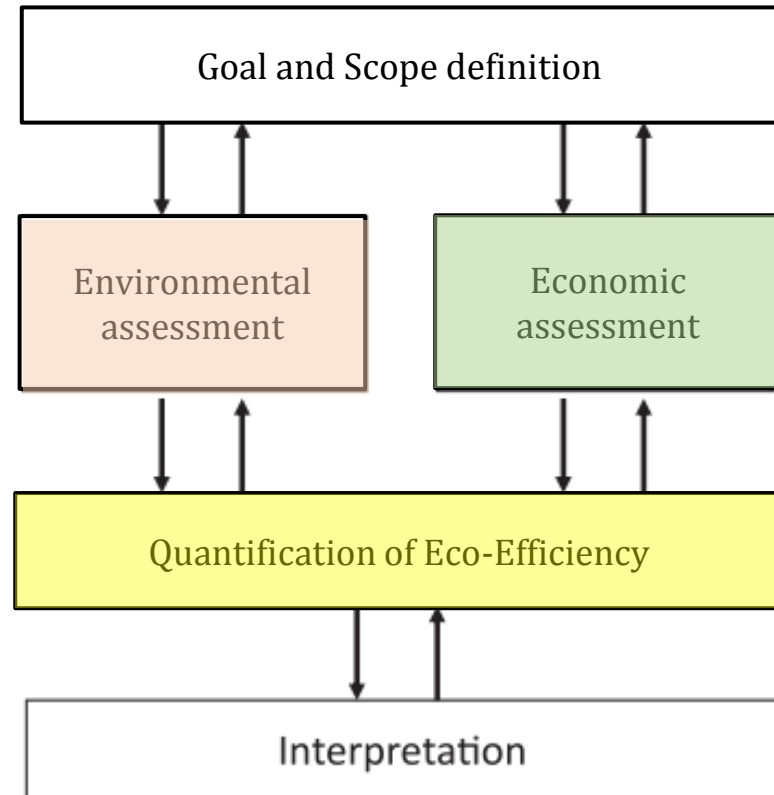 Goal and Scope definition
Environmental
assessment
Economic
assessment
Quantification of Eco-Efficiency
Interpretation